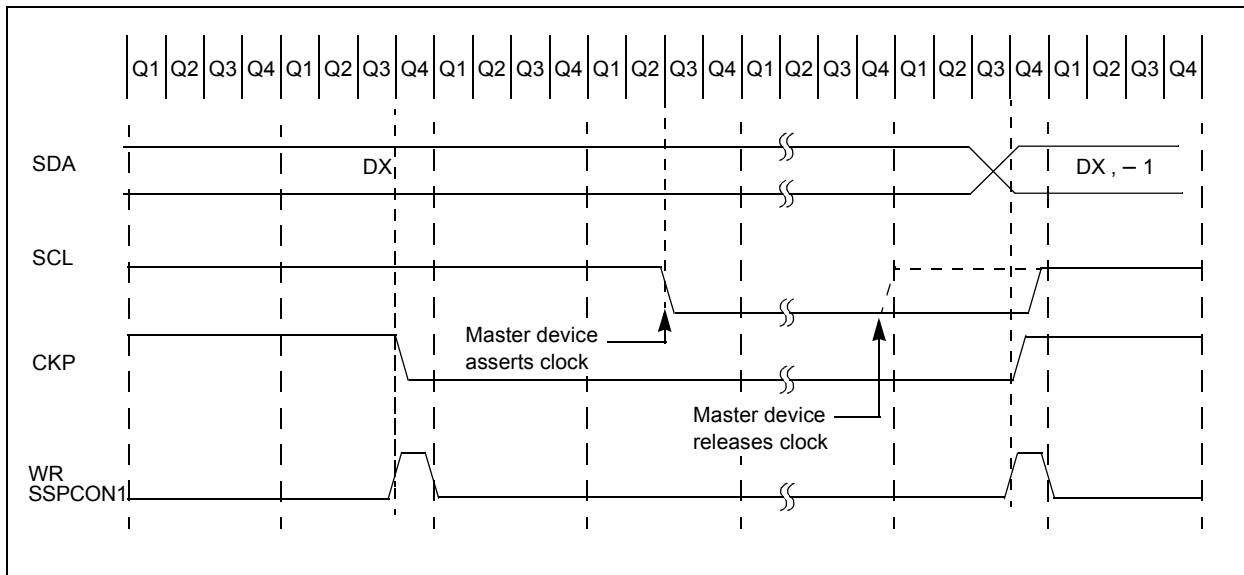 Q1 Q2 Q3 Q4 Q1 Q2 Q3 Q4 Q1 Q2 Q3 Q4 Q1 Q2 Q3 Q4 Q1 Q2 Q3 Q4 Q1 Q2 Q3 Q4 Q1 Q2 Q3 Q4
SDA
DX
DX , – 1
SCL
Master device
asserts clock
CKP
Master device
releases clock
WR
SSPCON1